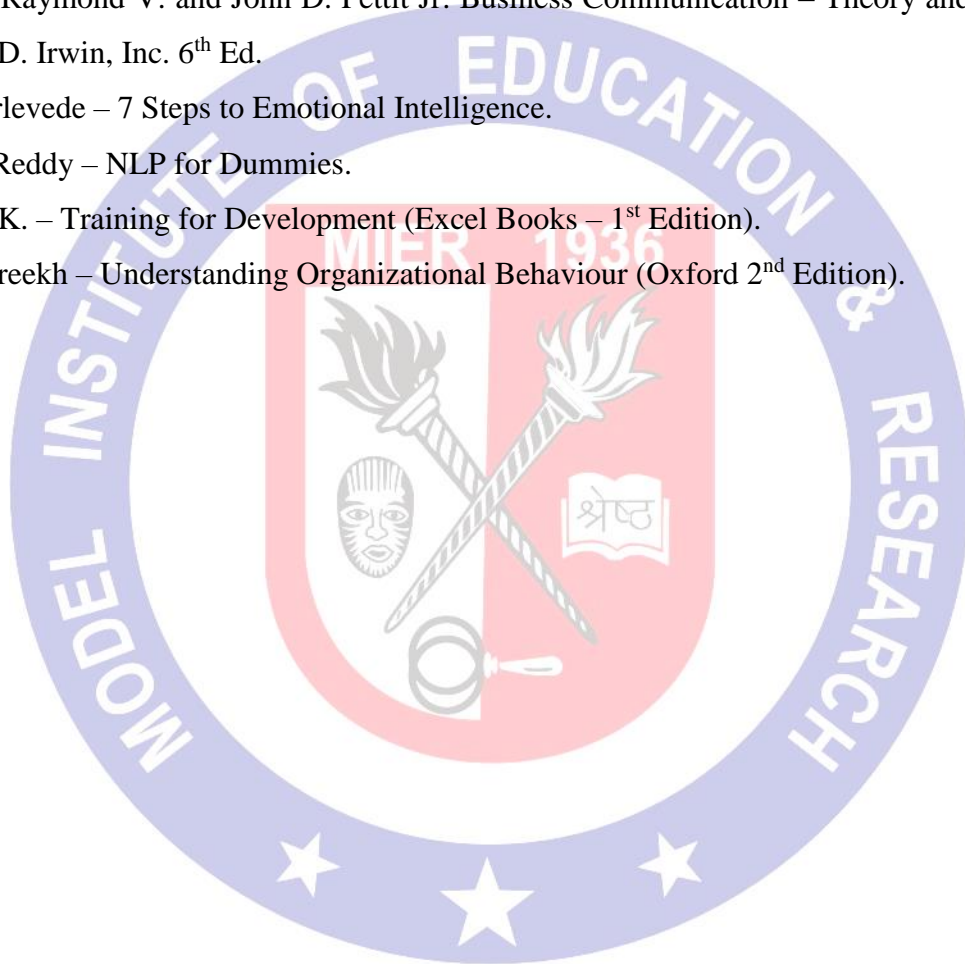 Raymond V. and John D. Pettit Jr. Business Communication – Theory and
D. Irwin, Inc. 6th Ed.
rlevede – 7 Steps to Emotional Intelligence.
Reddy – NLP for Dummies.
K. – Training for Development (Excel Books – 1st Edition).
reekh – Understanding Organizational Behaviour (Oxford 2nd Edition).
MODEL INSTITUTE OF EDUCATION & RESEARCH
MIER 1936
श्रेष्ठ